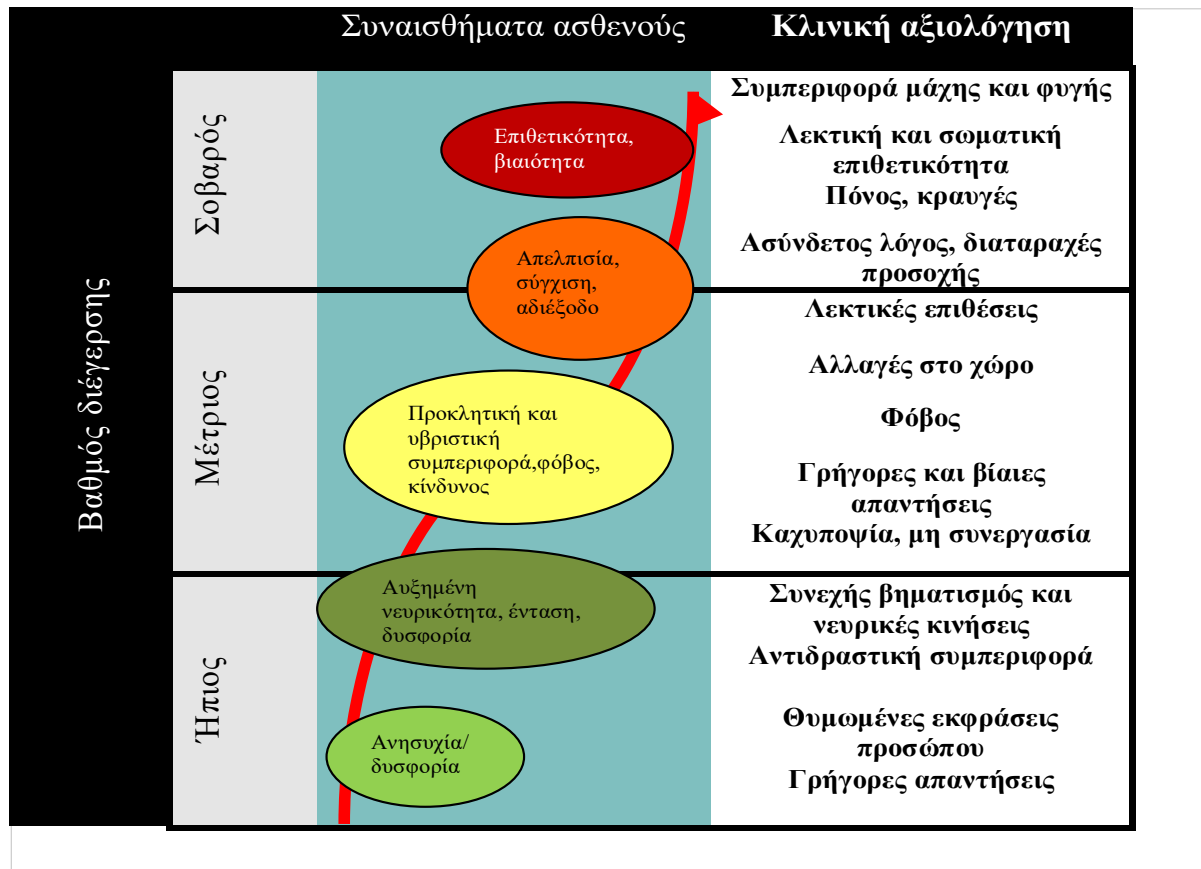 Συναισθήματα ασθενούς
Κλινική αξιολόγηση
Βαθμός διέγερσης
Σοβαρός
Επιθετικότητα,
βιαιότητα
Απελπισία,
σύγχιση,
αδιέξοδο
Συμπεριφορά μάχης και φυγής
Λεκτική και σωματική
επιθετικότητα
Πόνος, κραυγές
Ασύνδετος λόγος, διαταραχές
προσοχής
Μέτριος
Προκλητική και
υβριστική
συμπεριφορά,φόβος,
κίνδυνος
Λεκτικές επιθέσεις
Αλλαγές στο χώρο
Φόβος
Γρήγορες και βίαιες
απαντήσεις
Καχυποψία, μη συνεργασία
Ήπιος
Αυξημένη
νευρικότητα, ένταση,
δυσφορία
Ανησυχία/
δυσφορία
Συνεχής βηματισμός και
νευρικές κινήσεις
Αντιδραστική συμπεριφορά
Θυμωμένες εκφράσεις
προσώπου
Γρήγορες απαντήσεις